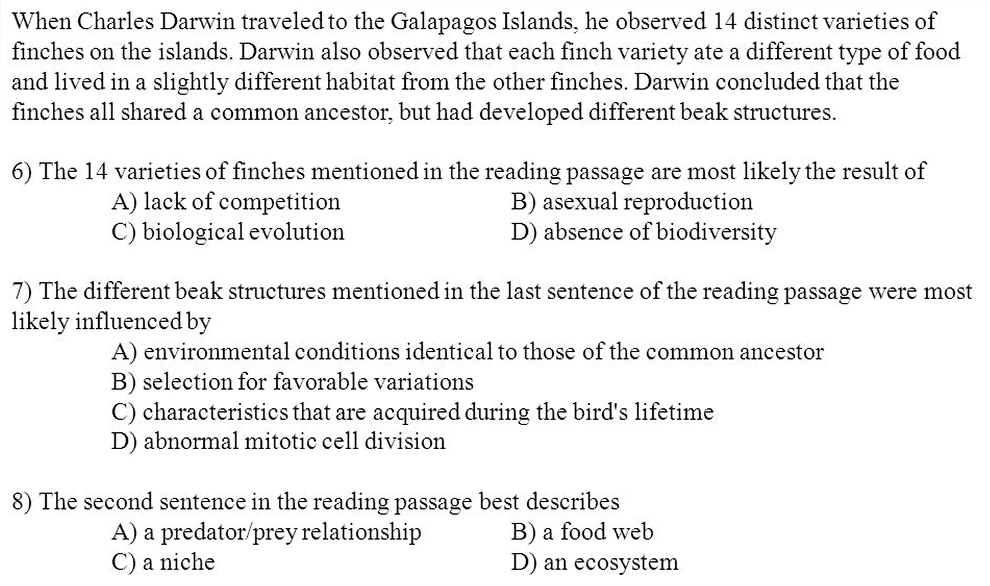 When Charles Darwin traveled to the Galapagos Islands, he observed 14 distinct varieties of
finches on the islands. Darwin also observed that each finch variety ate a different type of food
and lived in a slightly different habitat from the other finches. Darwin concluded that the
finches all shared a common ancestor, but had developed different beak structures.
6) The 14 varieties of finches mentioned in the reading passage are most likely the result of
A) lack of competition B) asexual reproduction
C) biological evolution D) absence of biodiversity
7) The different beak structures mentioned in the last sentence of the reading passage were most
likely influenced by
A) environmental conditions identical to those of the common ancestor
B) selection for favorable variations
C) characteristics that are acquired during the bird's lifetime
D) abnormal mitotic cell division
8) The second sentence in the reading passage best describes
A) a predator/prey relationship B) a food web
C) a niche D) an ecosystem